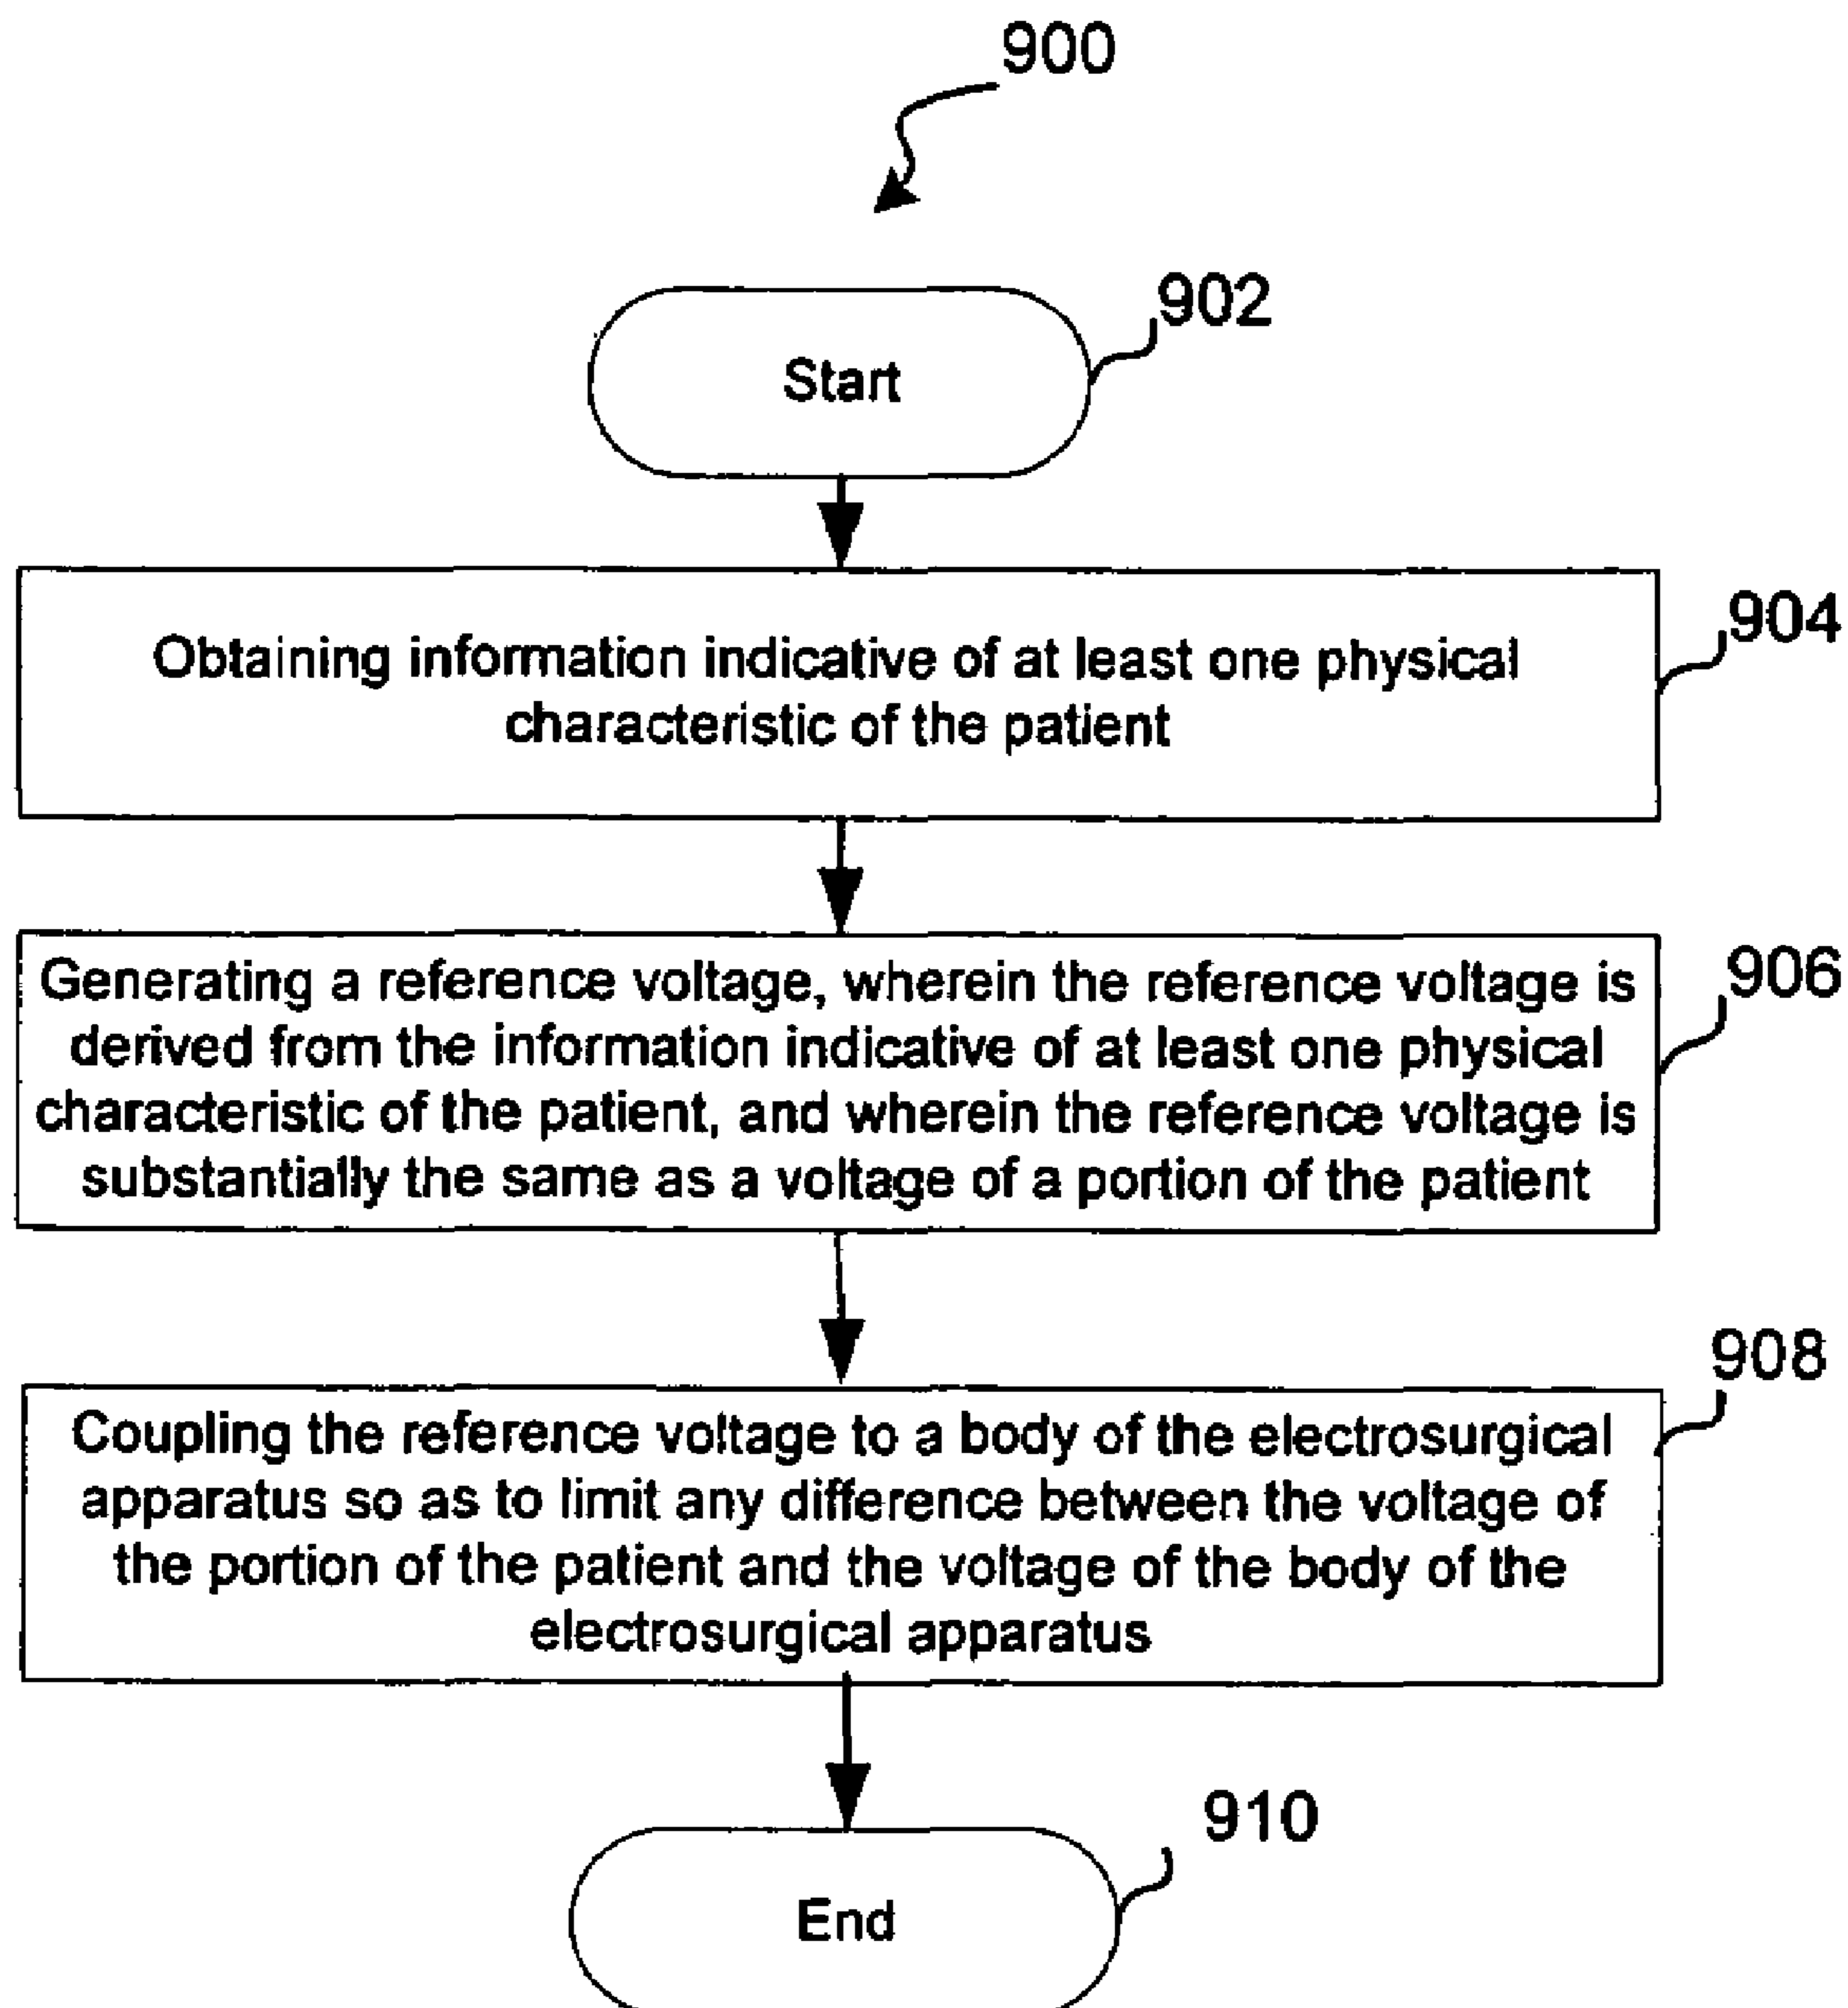 900
902
Start
904
Obtaining information indicative of at least one physical
characteristic of the patient
906
Generating a reference voltage, wherein the reference voltage is
derived from the information indicative of at least one physical
characteristic of the patient, and wherein the reference voltage is
substantially the same as a voltage of a portion of the patient
908
Coupling the reference voltage to a body of the electrosurgical
apparatus so as to limit any difference between the voltage of
the portion of the patient and the voltage of the body of the
electrosurgical apparatus
910
End